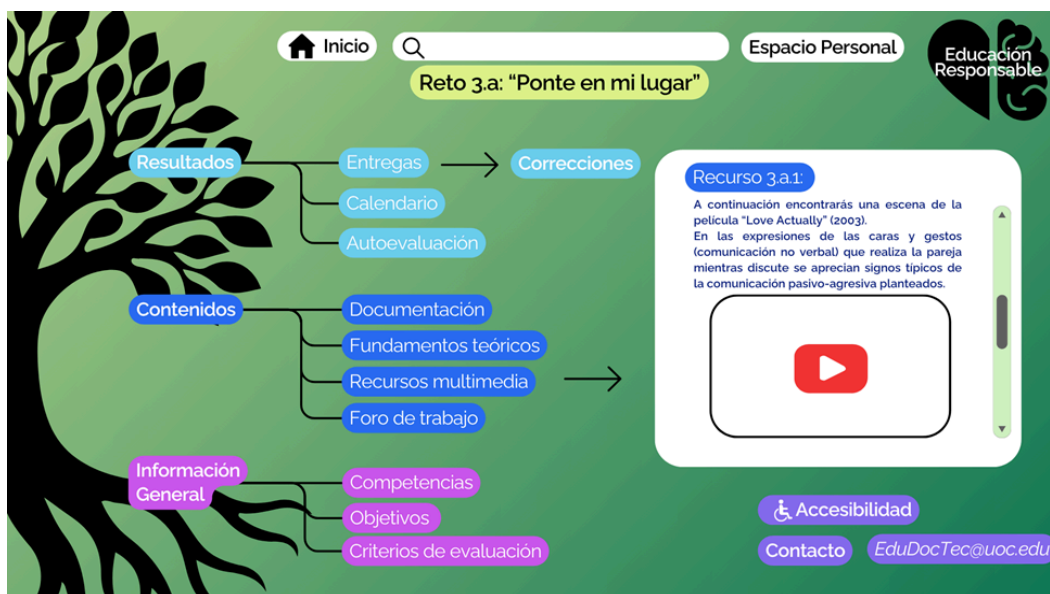 Inicio
Espacio Personal
Educación
Responsable
Reto 3.a: “Ponte en mi lugar”
Resultados
Entregas
Correcciones
Calendario
Autoevaluación
Contenidos
Documentación
Fundamentos teóricos
Recursos multimedia
Foro de trabajo
Información
General
Competencias
Objetivos
Criterios de evaluación
Recurso 3.a.1:
A continuación encontrarás una escena de la
película “Love Actually” (2003).
En las expresiones de las caras y gestos
(comunicación no verbal) que realiza la pareja
mientras discute se aprecian signos típicos de
la comunicación pasivo-agresiva planteados.
Accesibilidad
Contacto
EduDocTec@uoc.edu